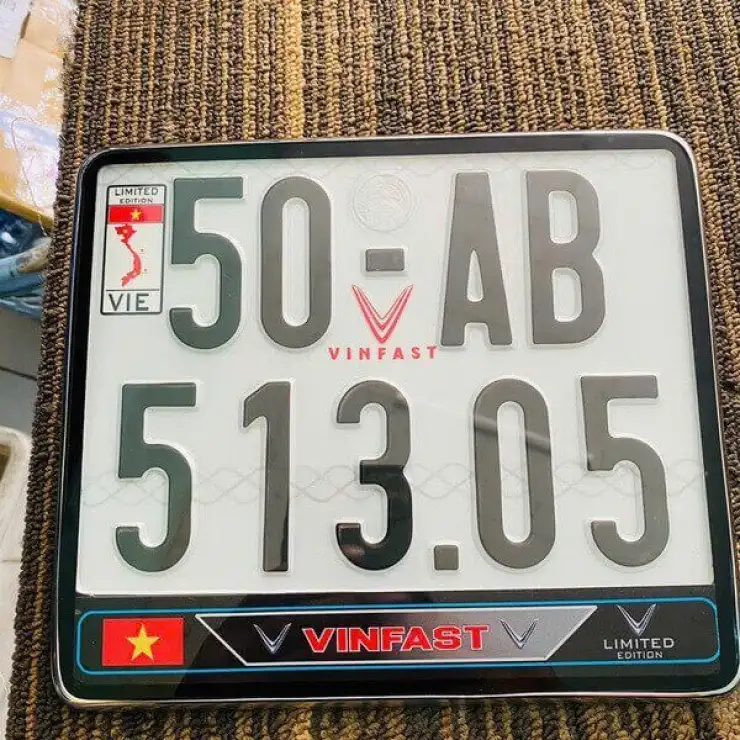 LIMITED
EDITION
VIE
50-AB
VINFAST
513.05
VINFAST
LIMITED
EDITION